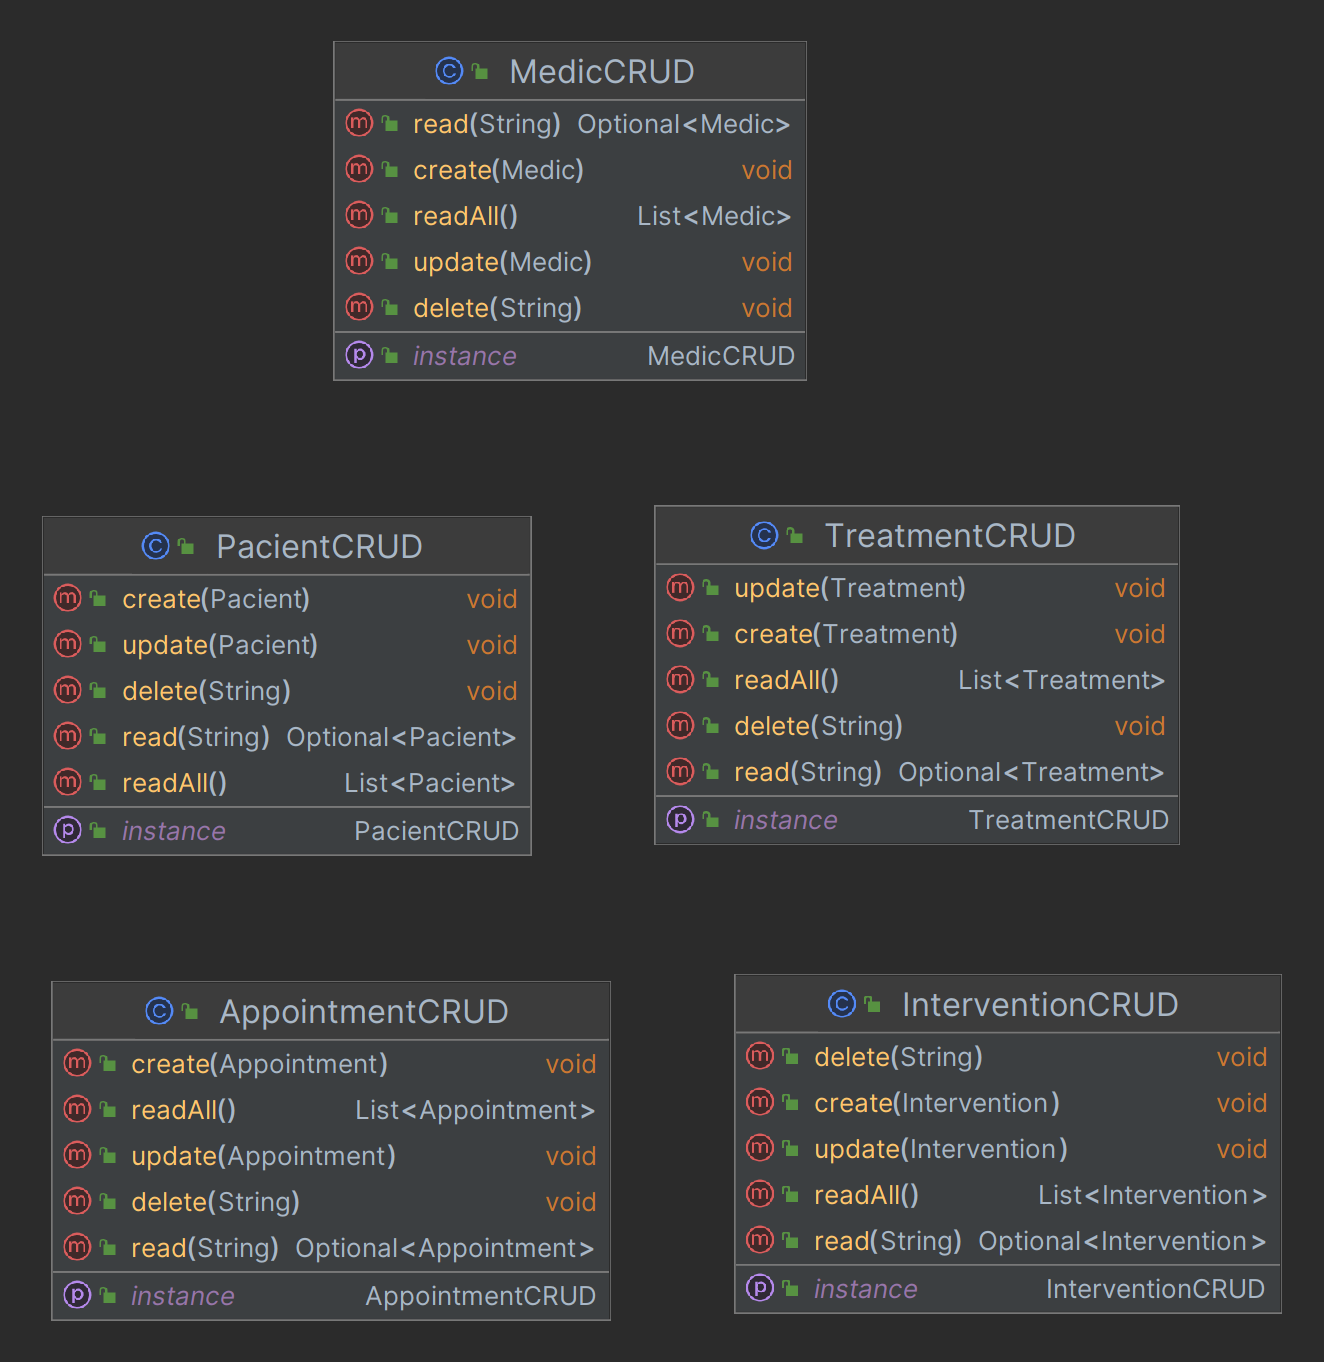 MedicCRUD
read(String) Optional<Medic>
create(Medic) void
readAll() List<Medic>
update(Medic) void
delete(String) void
instance MedicCRUD
PacientCRUD
create(Pacient) void
update(Pacient) void
delete(String) void
read(String) Optional<Pacient>
readAll() List<Pacient>
instance PacientCRUD
TreatmentCRUD
update(Treatment) void
create(Treatment) void
readAll() List<Treatment>
delete(String) void
read(String) Optional<Treatment>
instance TreatmentCRUD
AppointmentCRUD
create(Appointment) void
readAll() List<Appointment>
update(Appointment) void
delete(String) void
read(String) Optional<Appointment>
instance AppointmentCRUD
InterventionCRUD
delete(String) void
create(Intervention) void
update(Intervention) void
readAll() List<Intervention>
read(String) Optional<Intervention>
instance InterventionCRUD